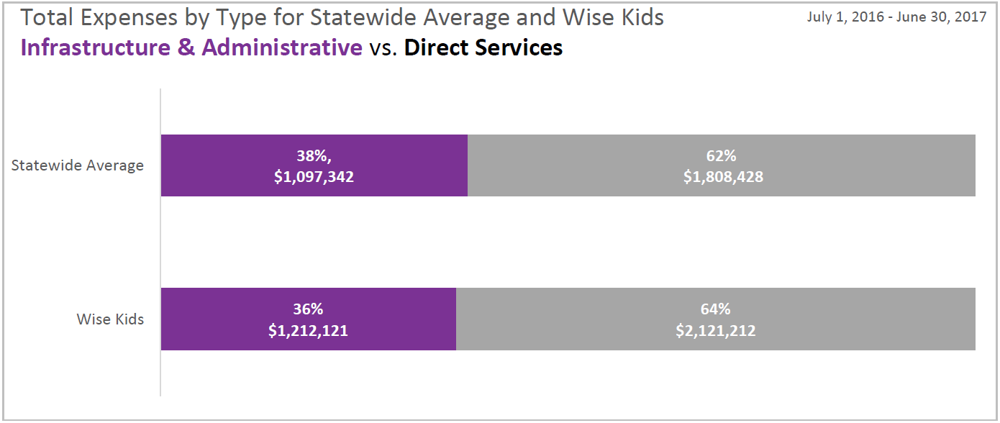 Total Expenses by Type for Statewide Average and Wise Kids
July 1, 2016 - June 30, 2017
Infrastructure & Administrative vs. Direct Services
Statewide Average
38%,
$1,097,342
62%
$1,808,428
Wise Kids
36%
$1,212,121
64%
$2,121,212